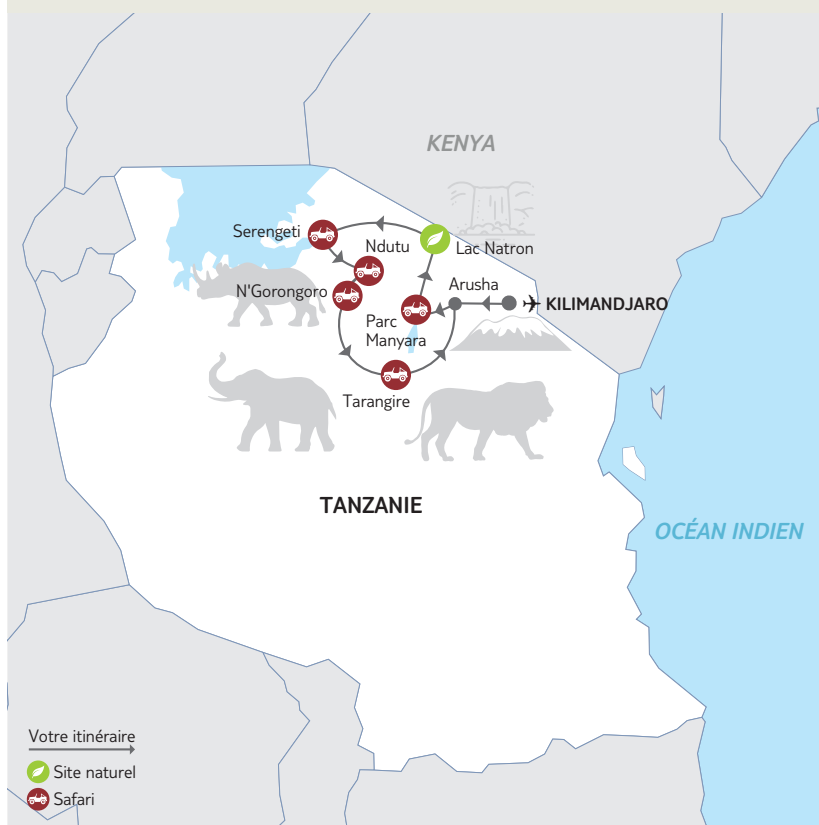 KENYA
Serengeti
Ndutu
Lac Natron
N'Gorongoro
Arusha
KILIMANDJARO
Parc
Manyara
Tarangire
TANZANIE
OCÉAN INDIEN
Votre itinéraire
Site naturel
Safari